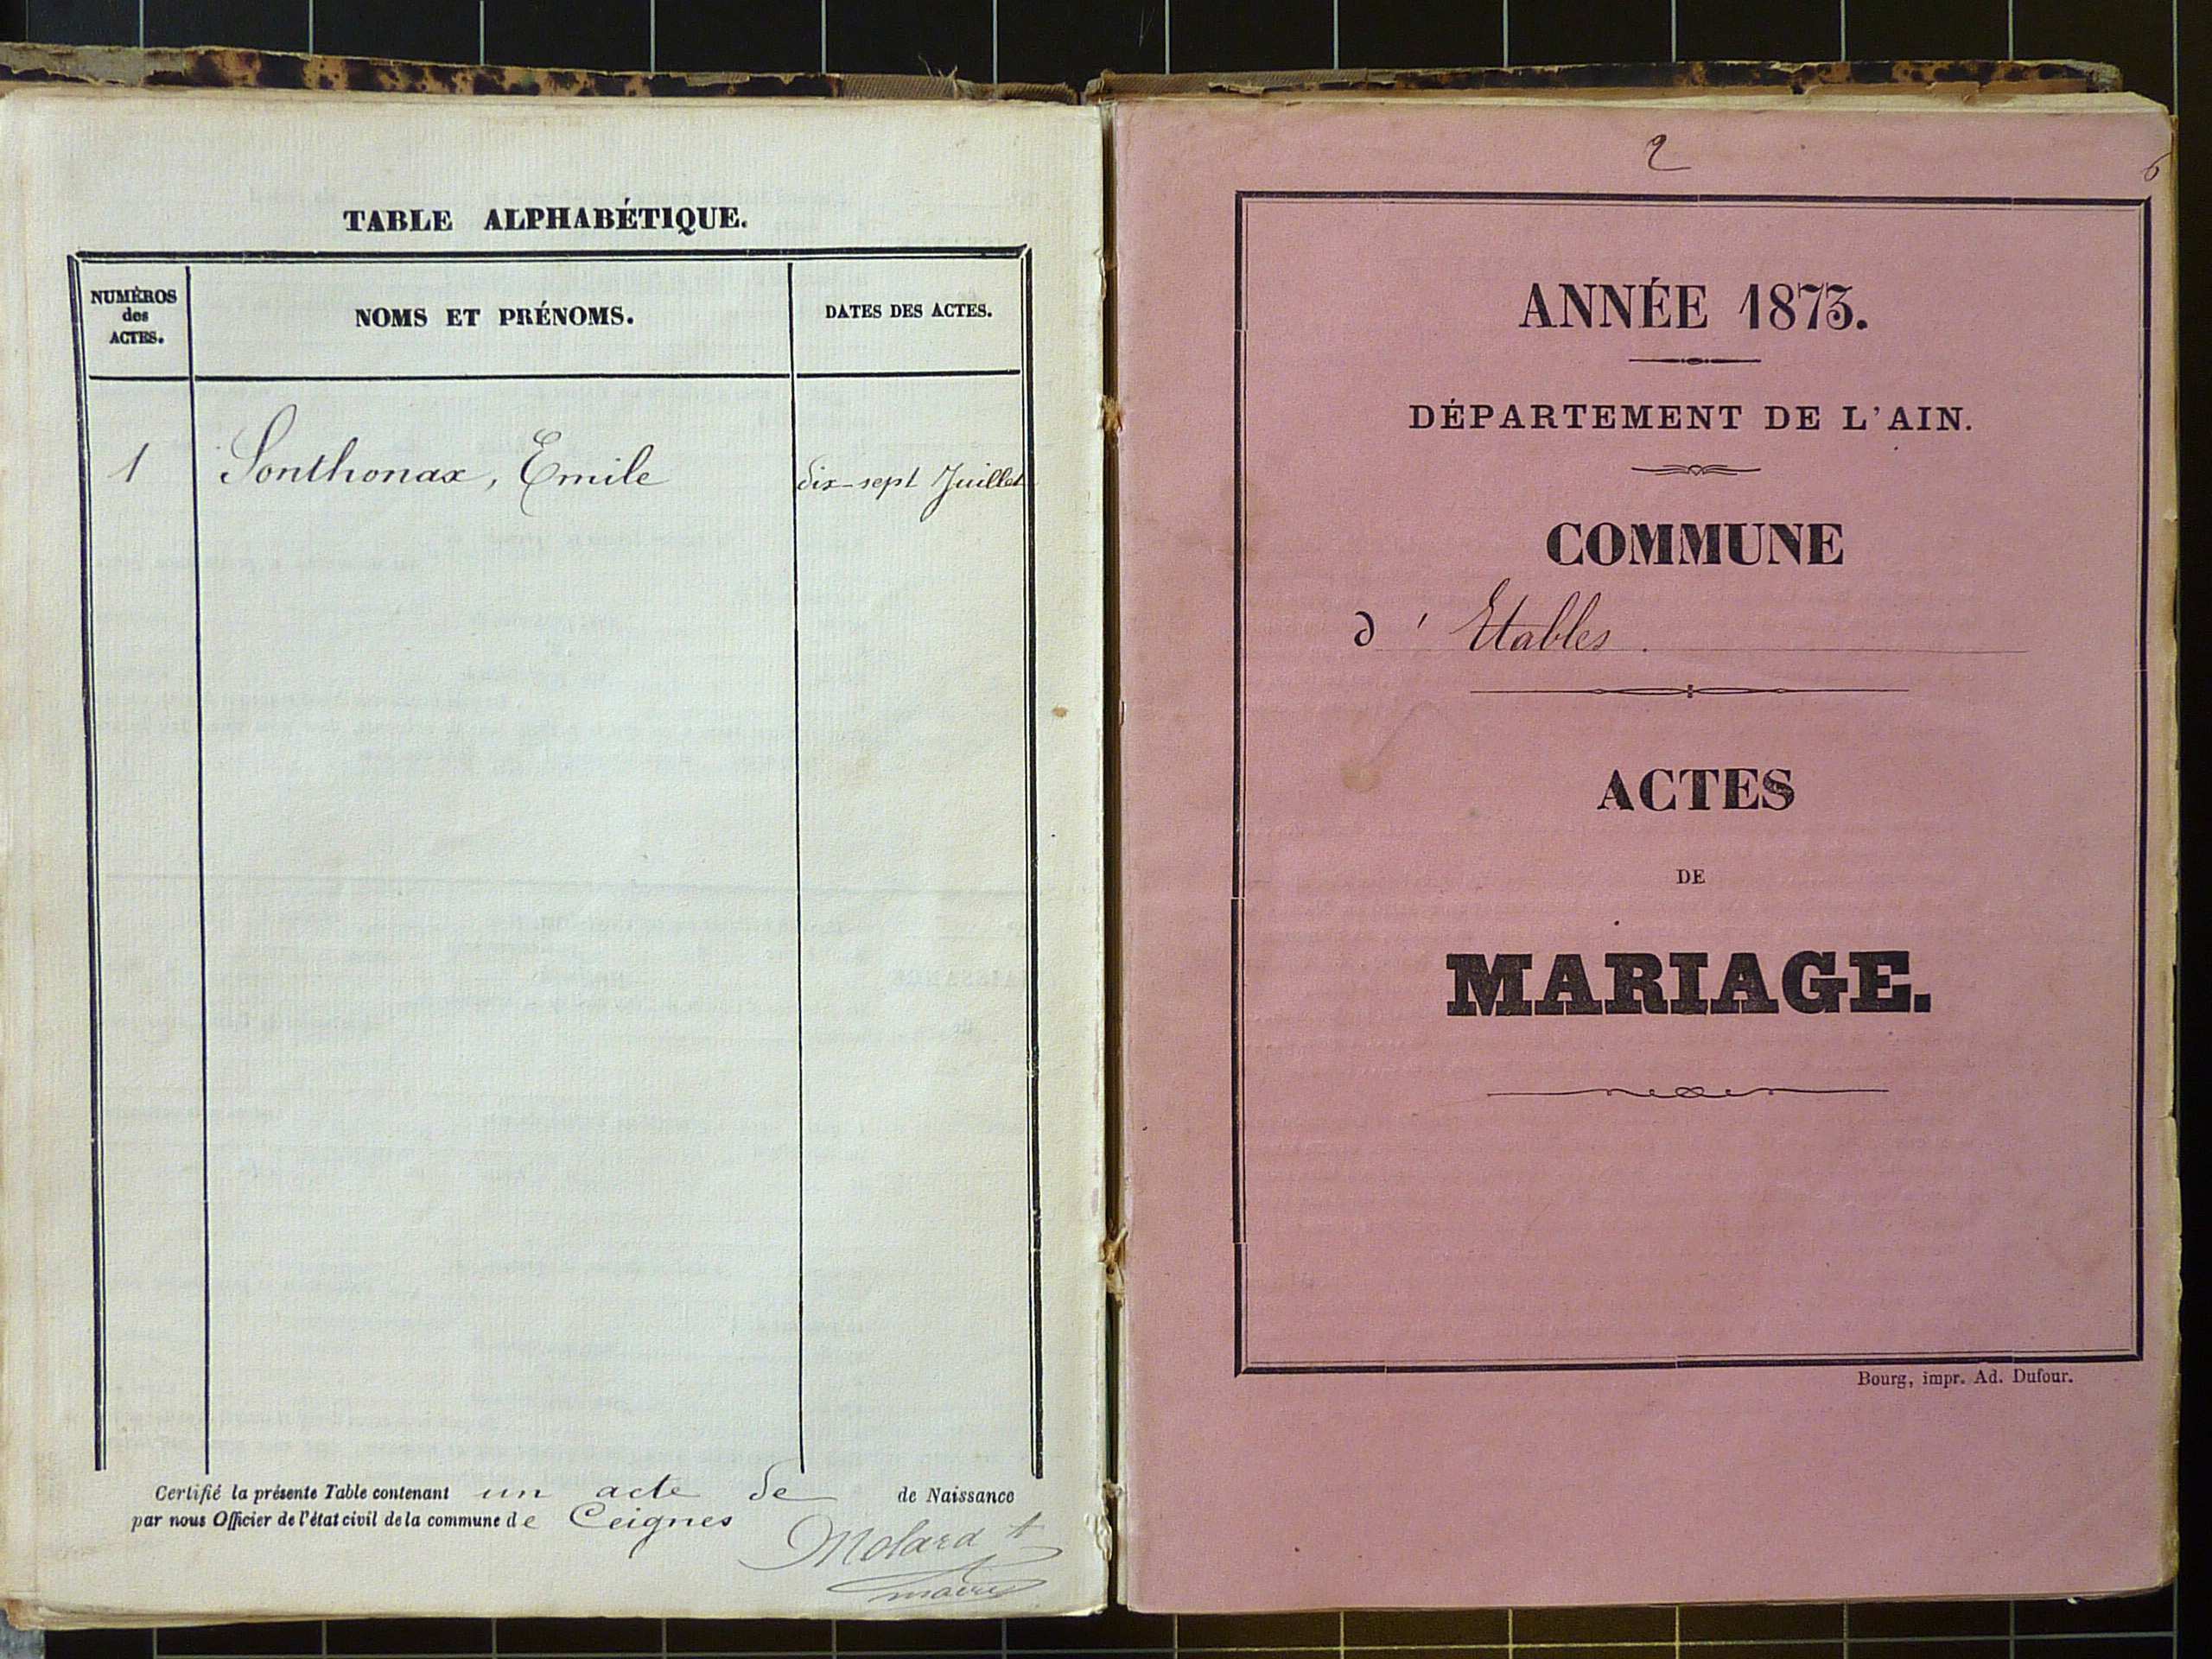 TABLE ALPHABÉTIQUE.
NUMÉROS
des
ACTES.
NOMS ET PRÉNOMS.
DATES DES ACTES.
1 Sonthonax, Emile dix-sept Juillet
Certifié la présente Table contenant un acte de de Naissance
par nous Officier de l'état civil de la commune de Ceignes
Molard
maire
2
6
ANNÉE 1873.
DÉPARTEMENT DE L'AIN.
COMMUNE
d' Etables.
ACTES
DE
MARIAGE.
Bourg, impr. Ad. Dufour.